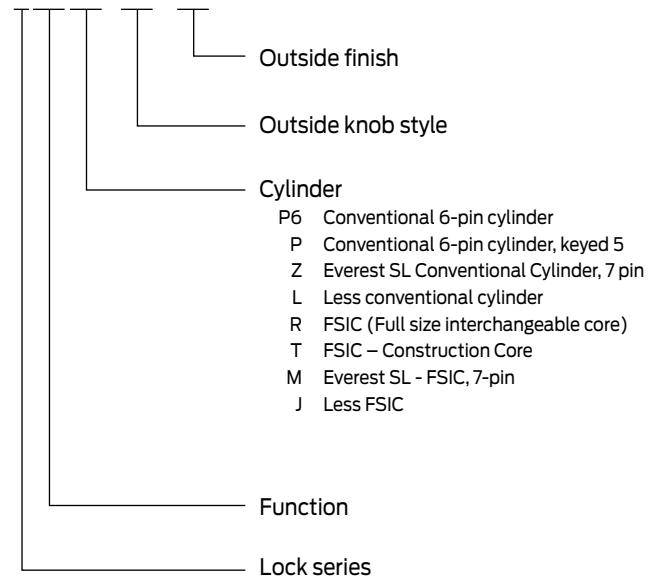 Outside finish
Outside knob style
Cylinder
P6 Conventional 6-pin cylinder
P Conventional 6-pin cylinder, keyed 5
Z Everest SL Conventional Cylinder, 7 pin
L Less conventional cylinder
R FSIC (Full size interchangeable core)
T FSIC – Construction Core
M Everest SL - FSIC, 7-pin
J Less FSIC
Function
Lock series